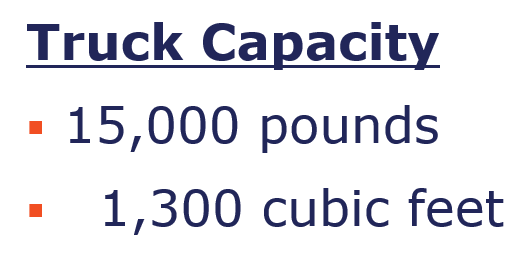 Truck Capacity
▪ 15,000 pounds
▪ 1,300 cubic feet